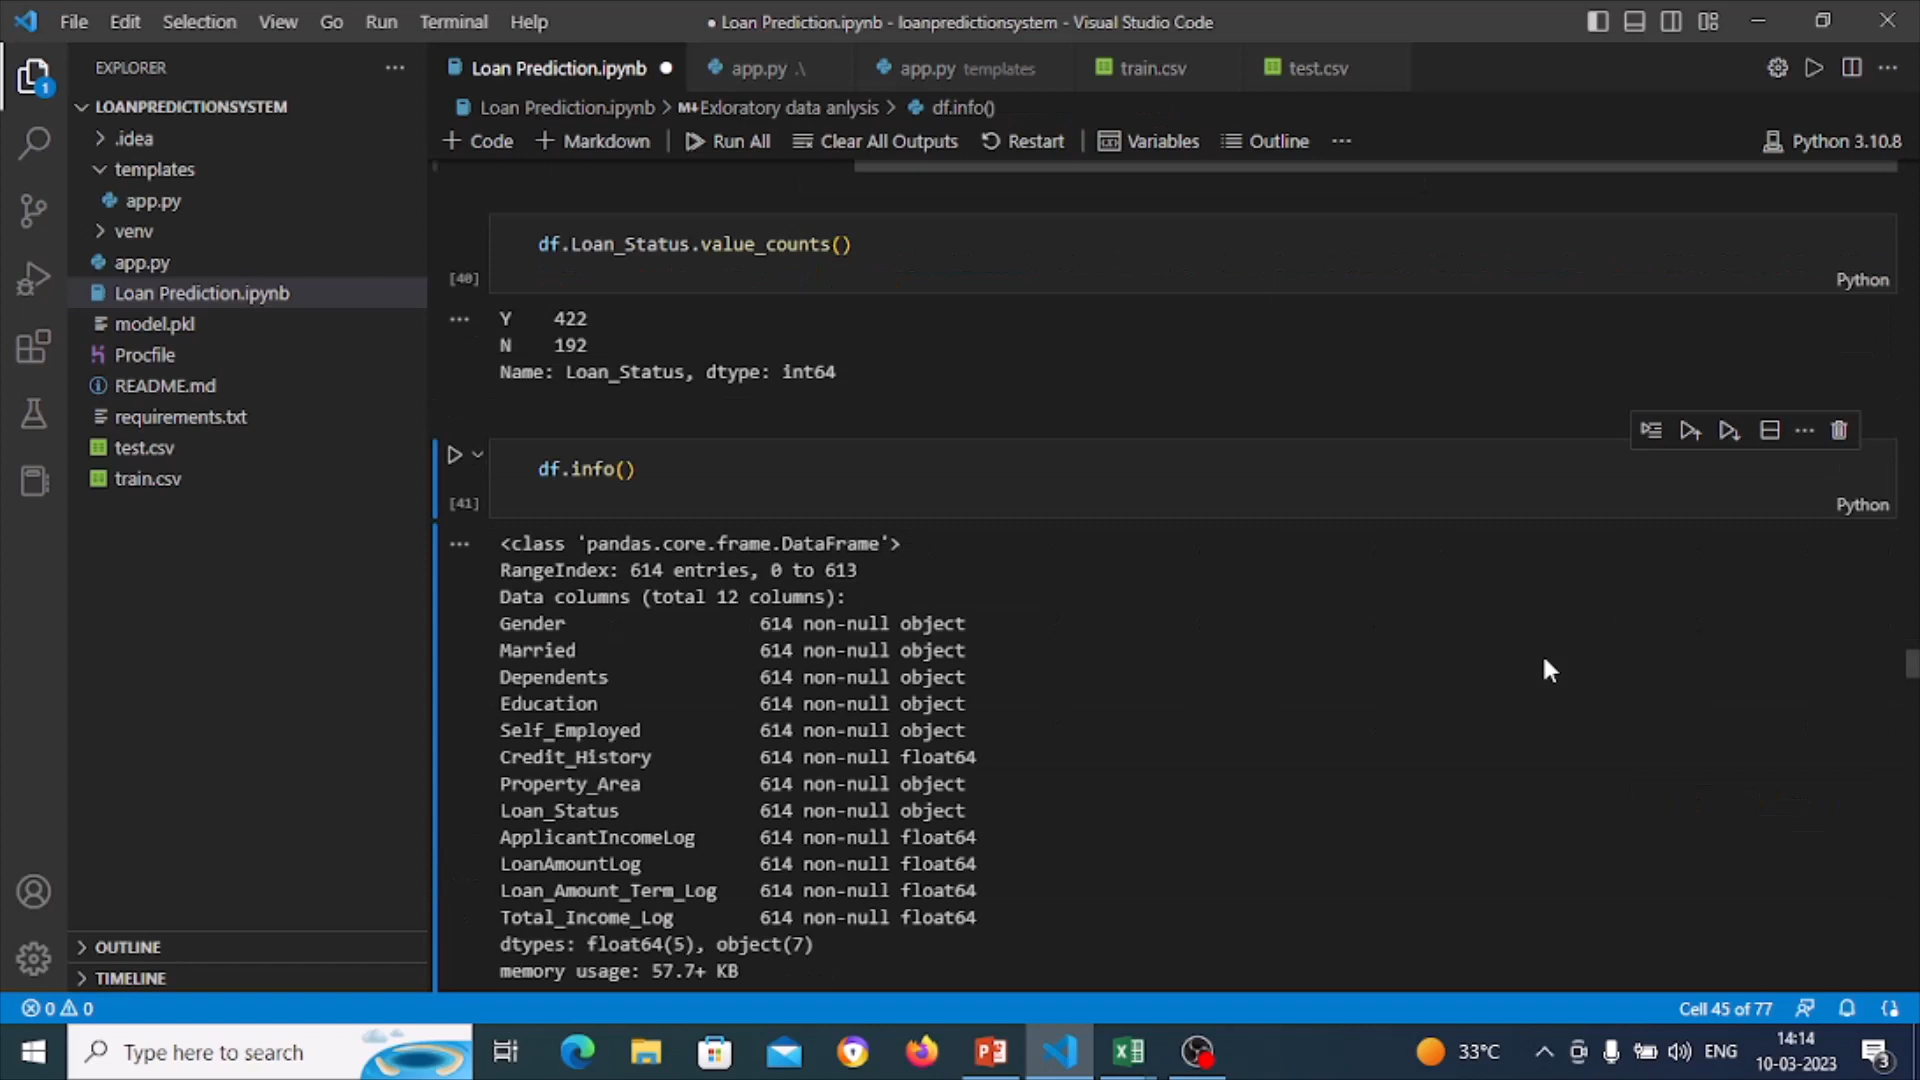 File Edit Selection View Go Run Terminal Help
● Loan Prediction.ipynb - loanpredictionsystem - Visual Studio Code
EXPLORER
LOANPREDICTIONSYSTEM
.idea
templates
app.py
venv
app.py
Loan Prediction.ipynb
model.pkl
Procfile
README.md
requirements.txt
test.csv
train.csv
OUTLINE
TIMELINE
1
Loan Prediction.ipynb ● app.py .\ app.py templates train.csv test.csv
Loan Prediction.ipynb > M↓Exloratory data anlysis > df.info()
+ Code + Markdown Run All Clear All Outputs Restart Variables Outline ... Python 3.10.8
df.Loan_Status.value_counts()
[40] Python
Y 422
N 192
Name: Loan_Status, dtype: int64
df.info()
[41] Python
<class 'pandas.core.frame.DataFrame'>
RangeIndex: 614 entries, 0 to 613
Data columns (total 12 columns):
Gender 614 non-null object
Married 614 non-null object
Dependents 614 non-null object
Education 614 non-null object
Self_Employed 614 non-null object
Credit_History 614 non-null float64
Property_Area 614 non-null object
Loan_Status 614 non-null object
ApplicantIncomeLog 614 non-null float64
LoanAmountLog 614 non-null float64
Loan_Amount_Term_Log 614 non-null float64
Total_Income_Log 614 non-null float64
dtypes: float64(5), object(7)
memory usage: 57.7+ KB
0 0 Cell 45 of 77
Type here to search 33°C ENG 14:14
10-03-2023 3